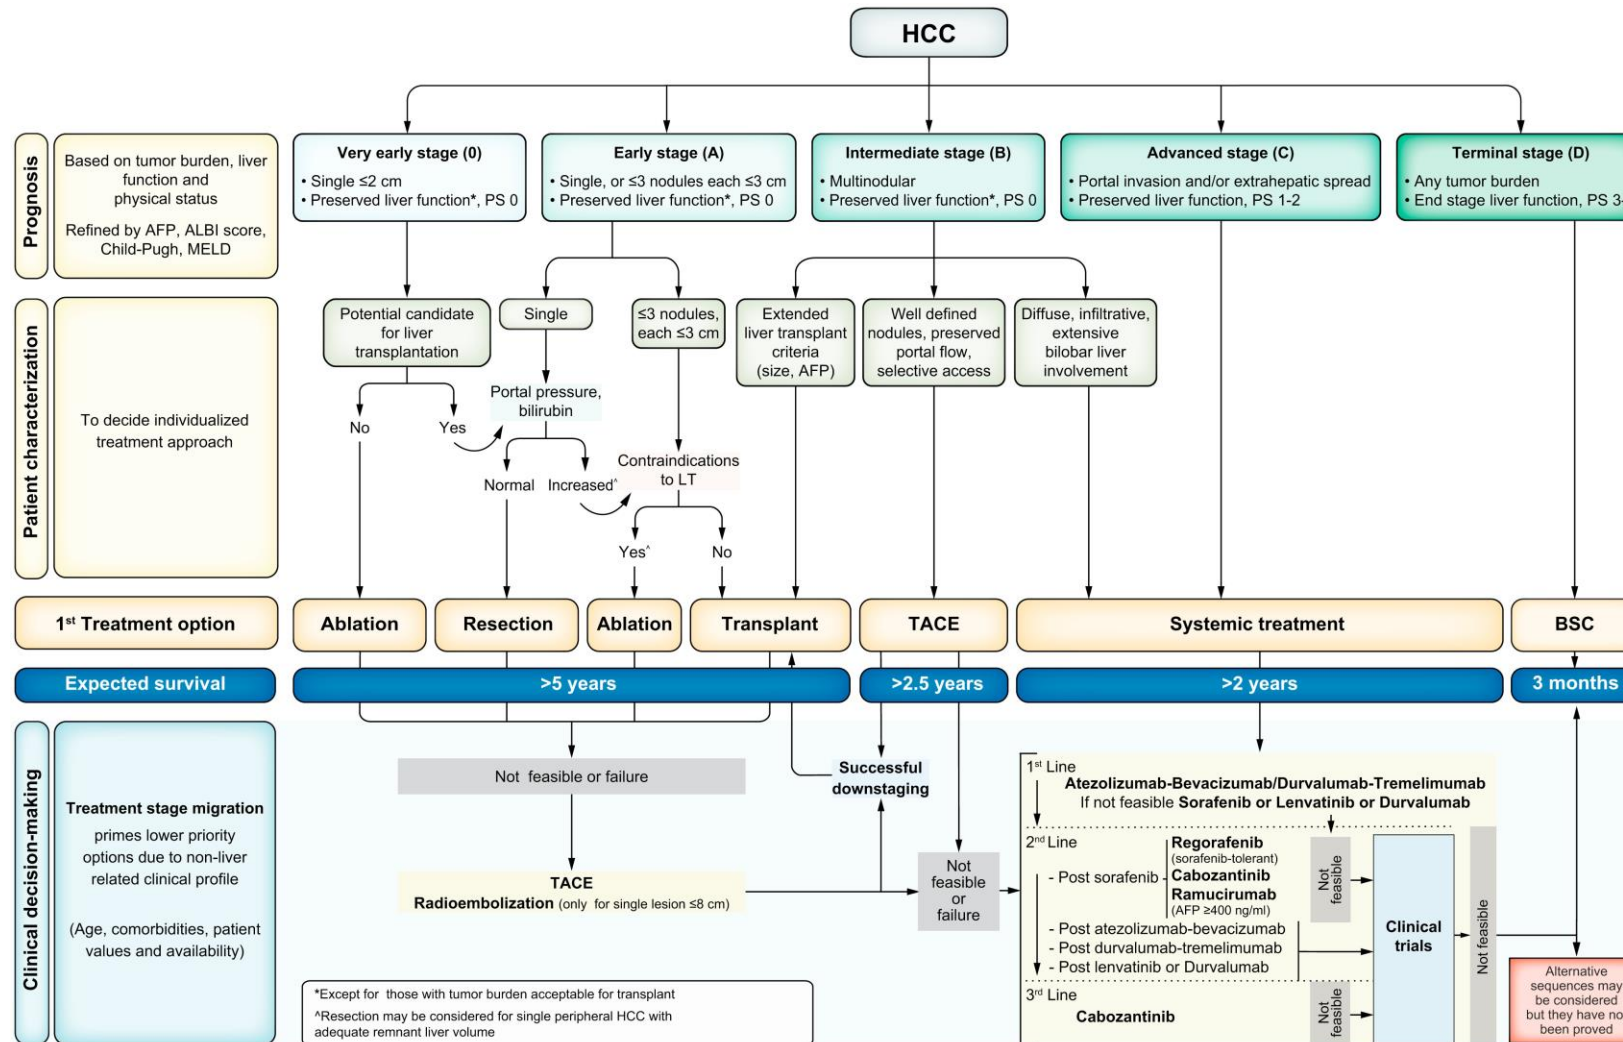 HCC
Prognosis
Based on tumor burden, liver
function and
physical status
Refined by AFP, ALBI score,
Child-Pugh, MELD
Very early stage (0)
• Single ≤2 cm
• Preserved liver function*, PS 0
Early stage (A)
• Single, or ≤3 nodules each ≤3 cm
• Preserved liver function*, PS 0
Intermediate stage (B)
• Multinodular
• Preserved liver function*, PS 0
Advanced stage (C)
• Portal invasion and/or extrahepatic spread
• Preserved liver function, PS 1-2
Terminal stage (D)
• Any tumor burden
• End stage liver function, PS 3-
Patient characterization
To decide individualized
treatment approach
Potential candidate
for liver
transplantation
Single
≤3 nodules,
each ≤3 cm
Extended
liver transplant
criteria
(size, AFP)
Well defined
nodules, preserved
portal flow,
selective access
Diffuse, infiltrative,
extensive
bilobar liver
involvement
Portal pressure,
bilirubin
No
Yes
Contraindications
to LT
Normal
Increased^
Yes^
No
1st Treatment option
Ablation
Resection
Ablation
Transplant
TACE
Systemic treatment
BSC
Expected survival
>5 years
>2.5 years
>2 years
3 months
Clinical decision-making
Treatment stage migration
primes lower priority
options due to non-liver
related clinical profile
(Age, comorbidities, patient
values and availability)
Not feasible or failure
Successful
downstaging
TACE
Radioembolization (only for single lesion ≤8 cm)
Not
feasible
or
failure
1st Line
Atezolizumab-Bevacizumab/Durvalumab-Tremelimumab
If not feasible Sorafenib or Lenvatinib or Durvalumab
2nd Line
- Post sorafenib
Regorafenib
(sorafenib-tolerant)
Cabozantinib
Ramucirumab
(AFP ≥400 ng/ml)
Not
feasible
- Post atezolizumab-bevacizumab
- Post durvalumab-tremelimumab
- Post lenvatinib or Durvalumab
Clinical
trials
Not feasible
3rd Line
Cabozantinib
Not
feasible
Alternative
sequences may
be considered
but they have no
been proved
*Except for those with tumor burden acceptable for transplant
^Resection may be considered for single peripheral HCC with
adequate remnant liver volume